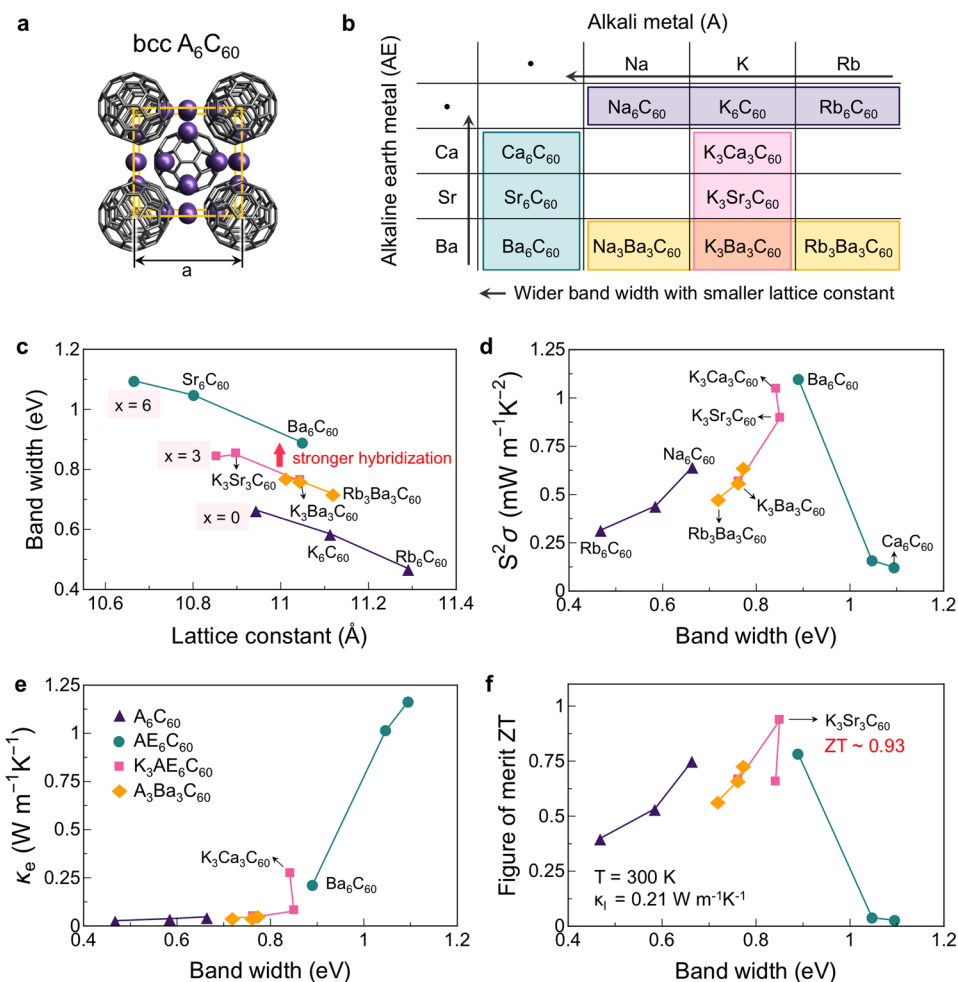 a
bcc A₆C₆₀
a
b
Alkali metal (A)
Alkaline earth metal (AE)
• Na K Rb
• Na₆C₆₀ K₆C₆₀ Rb₆C₆₀
Ca Ca₆C₆₀ K₃Ca₃C₆₀
Sr Sr₆C₆₀ K₃Sr₃C₆₀
Ba Ba₆C₆₀ Na₃Ba₃C₆₀ K₃Ba₃C₆₀ Rb₃Ba₃C₆₀
← Wider band width with smaller lattice constant
c
Band width (eV)
1.2
1.0
0.8
0.6
0.4
Sr₆C₆₀
x = 6
Ba₆C₆₀
stronger hybridization
x = 3
K₃Sr₃C₆₀
Rb₃Ba₃C₆₀
K₃Ba₃C₆₀
x = 0
K₆C₆₀
Rb₆C₆₀
10.6 10.8 11 11.2 11.4
Lattice constant (Å)
d
S²σ (mW m⁻¹K⁻²)
1.25
1
0.75
0.5
0.25
0
K₃Ca₃C₆₀
Ba₆C₆₀
K₃Sr₃C₆₀
Na₆C₆₀
K₃Ba₃C₆₀
Rb₃Ba₃C₆₀
Rb₆C₆₀
Ca₆C₆₀
0.4 0.6 0.8 1 1.2
Band width (eV)
e
κₑ (W m⁻¹K⁻¹)
1.25
1
0.75
0.5
0.25
0
A₆C₆₀
AE₆C₆₀
K₃AE₆C₆₀
A₃Ba₃C₆₀
K₃Ca₃C₆₀
Ba₆C₆₀
0.4 0.6 0.8 1 1.2
Band width (eV)
f
Figure of merit ZT
1
0.75
0.5
0.25
0
K₃Sr₃C₆₀
ZT ~ 0.93
T = 300 K
κₗ = 0.21 W m⁻¹K⁻¹
0.4 0.6 0.8 1 1.2
Band width (eV)